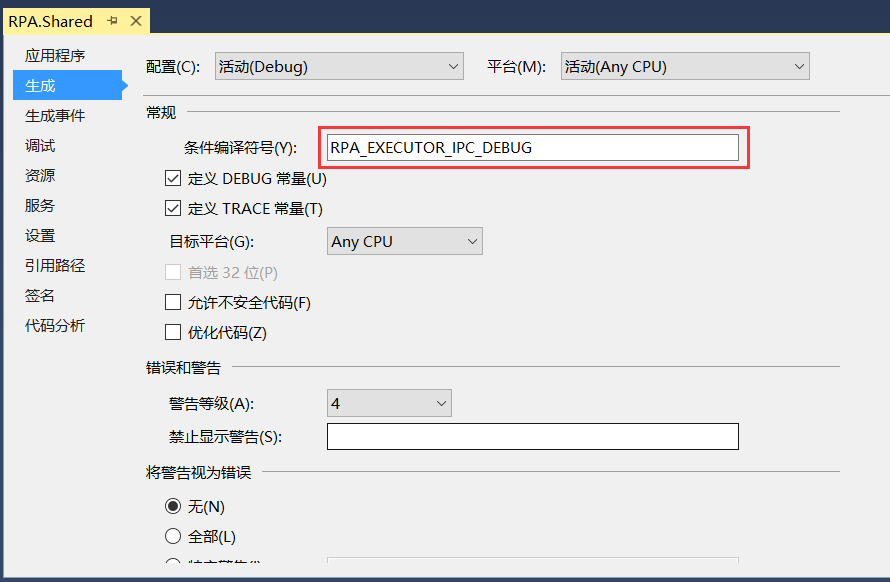 RPA.Shared
应用程序
生成
生成事件
调试
资源
服务
设置
引用路径
签名
代码分析
配置(C): 活动(Debug) 平台(M): 活动(Any CPU)
常规
条件编译符号(Y): RPA_EXECUTOR_IPC_DEBUG
定义 DEBUG 常量(U)
定义 TRACE 常量(T)
目标平台(G): Any CPU
首选 32 位(P)
允许不安全代码(F)
优化代码(Z)
错误和警告
警告等级(A): 4
禁止显示警告(S):
将警告视为错误
无(N)
全部(L)